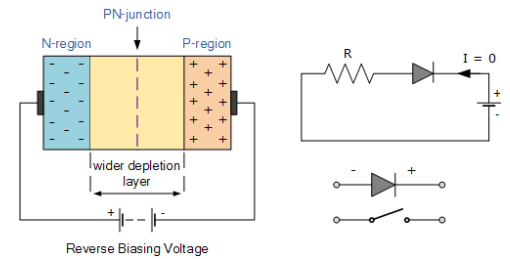 PN-junction
N-region
P-region
wider depletion
layer
+
-
Reverse Biasing Voltage
R
I = 0
+
-
-
+